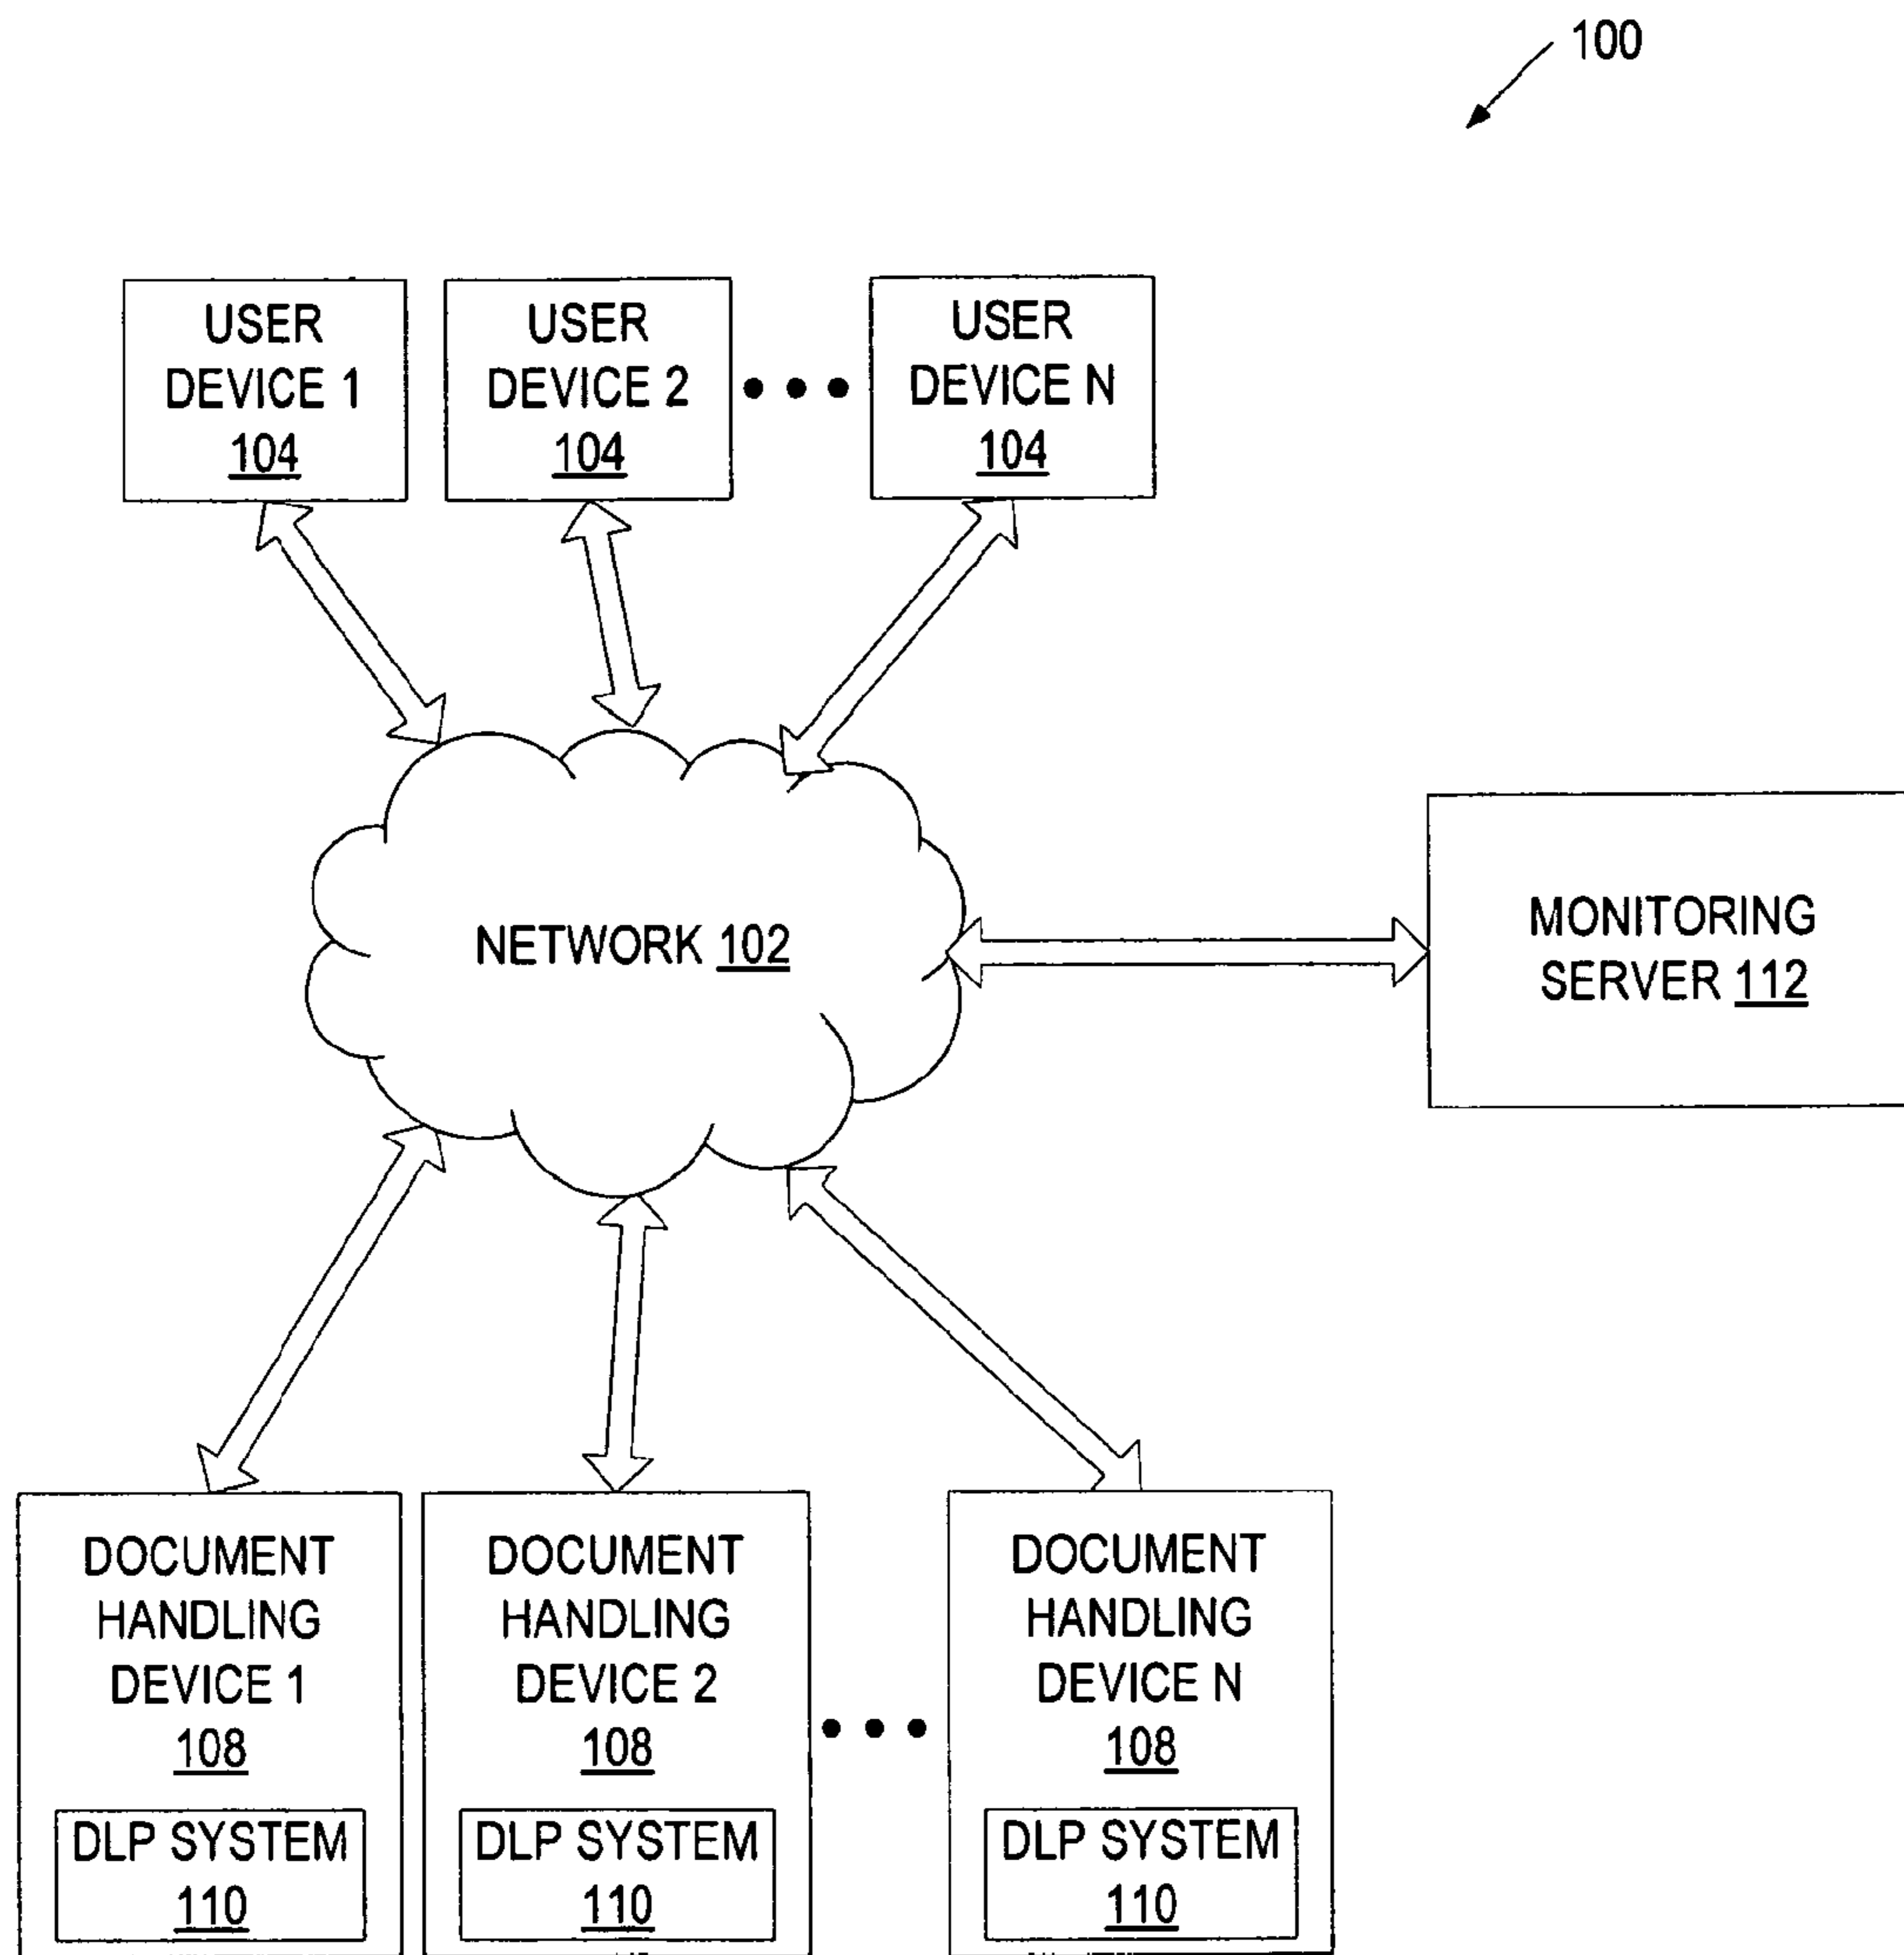 100
USER
DEVICE 1
104
USER
DEVICE 2
104
USER
DEVICE N
104
NETWORK 102
MONITORING
SERVER 112
DOCUMENT
HANDLING
DEVICE 1
108
DLP SYSTEM
110
DOCUMENT
HANDLING
DEVICE 2
108
DLP SYSTEM
110
DOCUMENT
HANDLING
DEVICE N
108
DLP SYSTEM
110